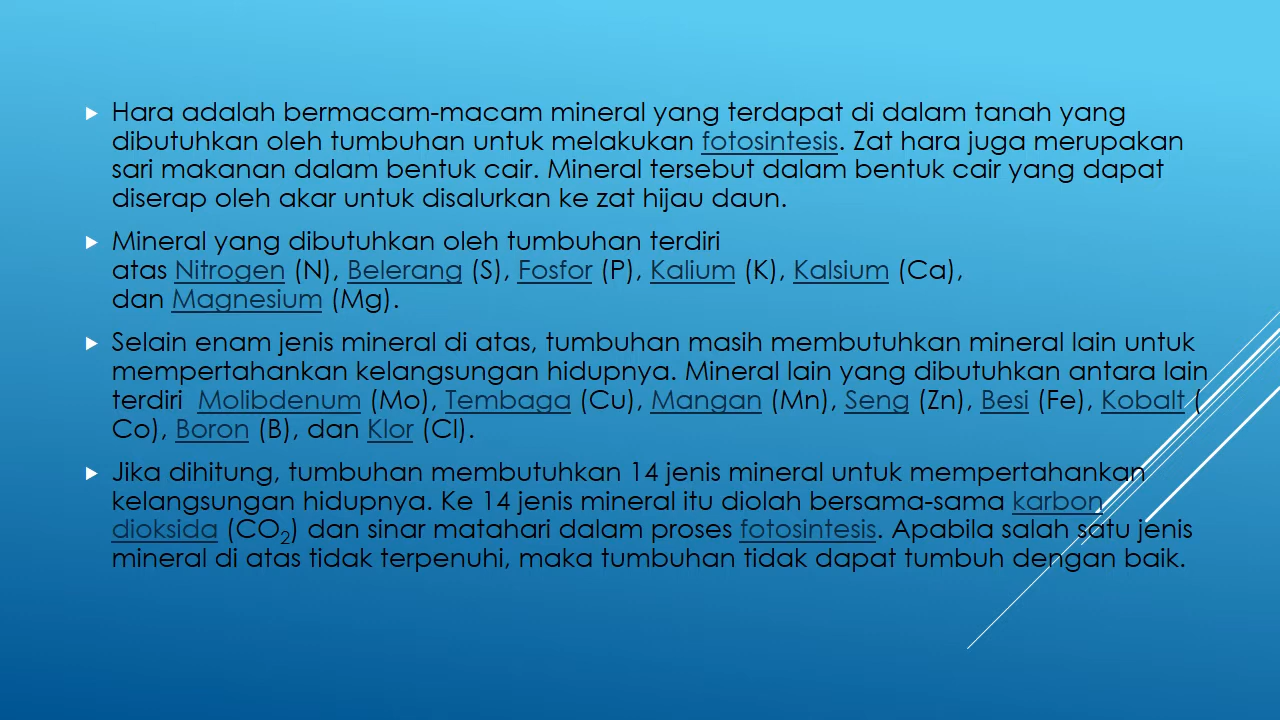 Hara adalah bermacam-macam mineral yang terdapat di dalam tanah yang
dibutuhkan oleh tumbuhan untuk melakukan fotosintesis. Zat hara juga merupakan
sari makanan dalam bentuk cair. Mineral tersebut dalam bentuk cair yang dapat
diserap oleh akar untuk disalurkan ke zat hijau daun.
Mineral yang dibutuhkan oleh tumbuhan terdiri
atas Nitrogen (N), Belerang (S), Fosfor (P), Kalium (K), Kalsium (Ca),
dan Magnesium (Mg).
Selain enam jenis mineral di atas, tumbuhan masih membutuhkan mineral lain untuk
mempertahankan kelangsungan hidupnya. Mineral lain yang dibutuhkan antara lain
terdiri Molibdenum (Mo), Tembaga (Cu), Mangan (Mn), Seng (Zn), Besi (Fe), Kobalt (
Co), Boron (B), dan Klor (Cl).
Jika dihitung, tumbuhan membutuhkan 14 jenis mineral untuk mempertahankan
kelangsungan hidupnya. Ke 14 jenis mineral itu diolah bersama-sama karbon
dioksida (CO₂) dan sinar matahari dalam proses fotosintesis. Apabila salah satu jenis
mineral di atas tidak terpenuhi, maka tumbuhan tidak dapat tumbuh dengan baik.